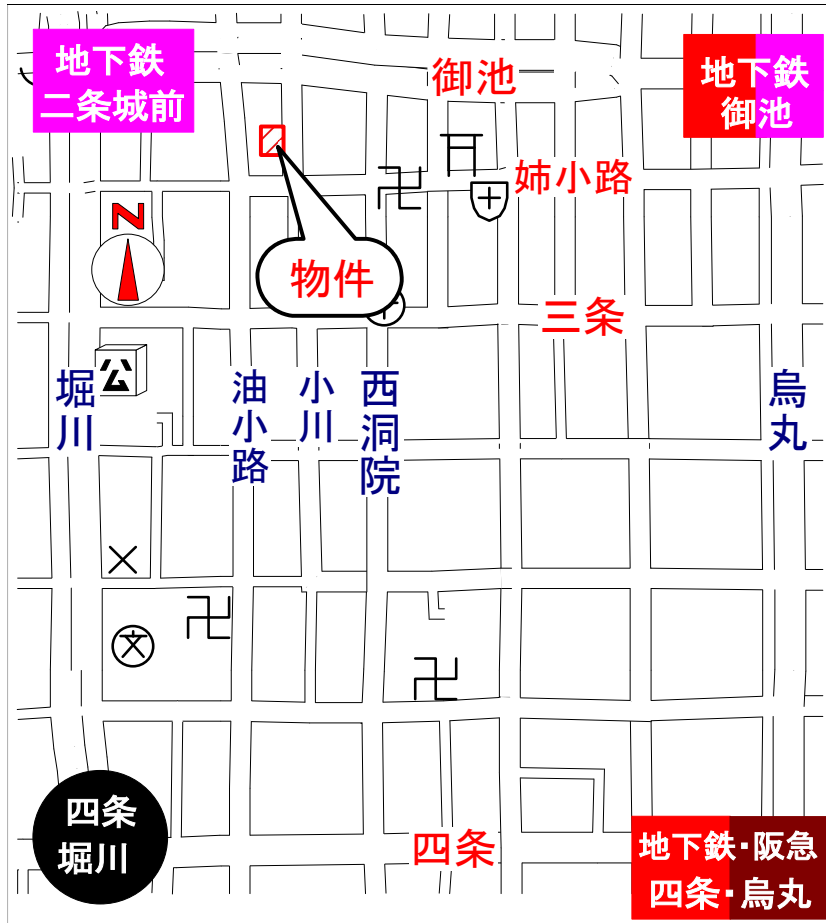 地下鉄
二条城前
御池
地下鉄
御池
姉小路
N
物件
三条
公
堀川
油小路
小川
西洞院
烏丸
文
四条
堀川
四条
地下鉄・阪急
四条・烏丸